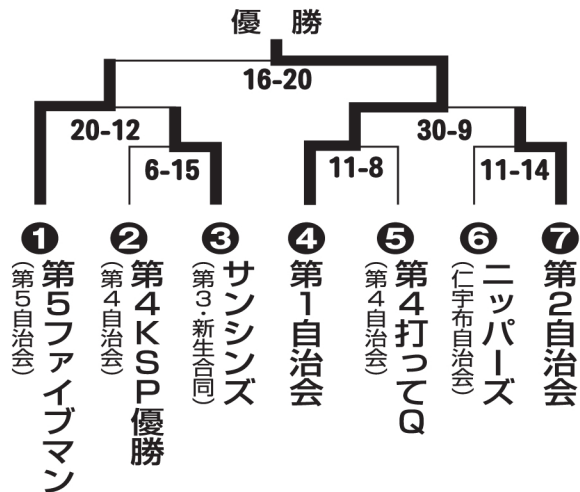 優勝
16-20
20-12
30-9
6-15
11-8
11-14
❶
第5ファイブマン
(第5自治会)
❷
第4KSP優勝
(第4自治会)
❸
サンシンズ
(第3・新生合同)
❹
第1自治会
❺
第4打ってQ
(第4自治会)
❻
ニッパーズ
(仁宇布自治会)
❼
第2自治会